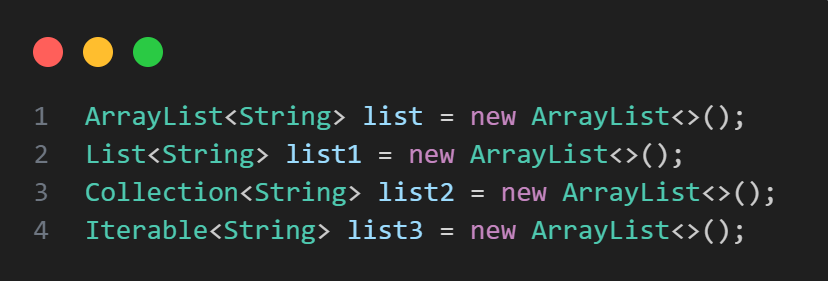 1 ArrayList<String> list = new ArrayList<>();
2 List<String> list1 = new ArrayList<>();
3 Collection<String> list2 = new ArrayList<>();
4 Iterable<String> list3 = new ArrayList<>();